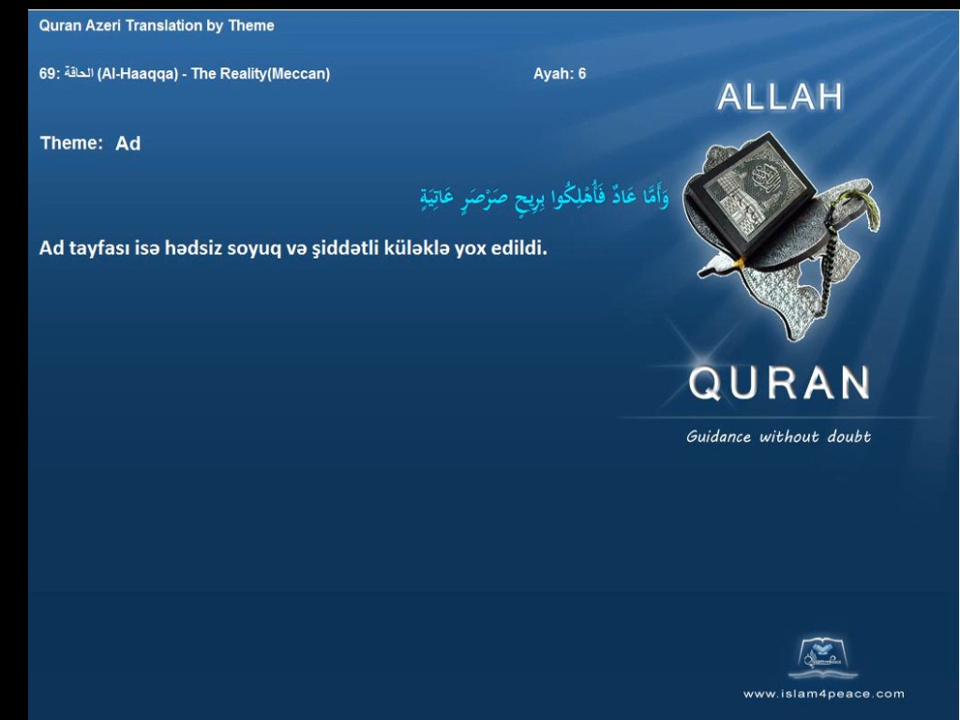 Quran Azeri Translation by Theme
69: الحاقة (Al-Haaqqa) - The Reality(Meccan) Ayah: 6
ALLAH
Theme: Ad
وَأَمَّا عَادٌ فَأُهْلِكُوا بِرِيحٍ صَرْصَرٍ عَاتِيَةٍ
Ad tayfası isə hədsiz soyuq və şiddətli küləklə yox edildi.
QURAN
Guidance without doubt
www.islam4peace.com